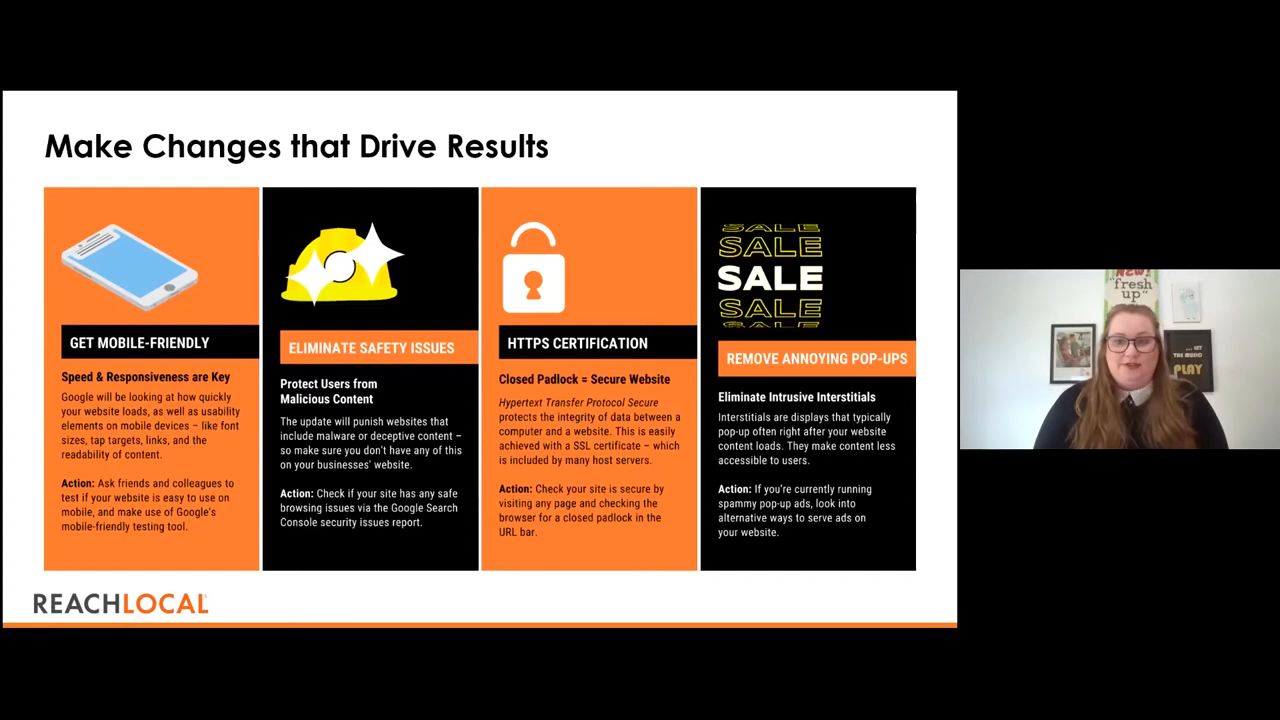 Make Changes that Drive Results
GET MOBILE-FRIENDLY
Speed & Responsiveness are Key
Google will be looking at how quickly
your website loads, as well as usability
elements on mobile devices – like font
sizes, tap targets, links, and the
readability of content.
Action: Ask friends and colleagues to
test if your website is easy to use on
mobile, and make use of Google's
mobile-friendly testing tool.
ELIMINATE SAFETY ISSUES
Protect Users from
Malicious Content
The update will punish websites that
include malware or deceptive content –
so make sure you don't have any of this
on your businesses' website.
Action: Check if your site has any safe
browsing issues via the Google Search
Console security issues report.
HTTPS CERTIFICATION
Closed Padlock = Secure Website
Hypertext Transfer Protocol Secure
protects the integrity of data between a
computer and a website. This is easily
achieved with a SSL certificate – which
is included by many host servers.
Action: Check your site is secure by
visiting any page and checking the
browser for a closed padlock in the
URL bar.
SALE
SALE
SALE
SALE
SALE
REMOVE ANNOYING POP-UPS
Eliminate Intrusive Interstitials
Interstitials are displays that typically
pop-up often right after your website
content loads. They make content less
accessible to users.
Action: If you're currently running
spammy pop-up ads, look into
alternative ways to serve ads on
your website.
REACHLOCAL
NEW!
"fresh
up"
... LET
THE MUSIC
PLAY